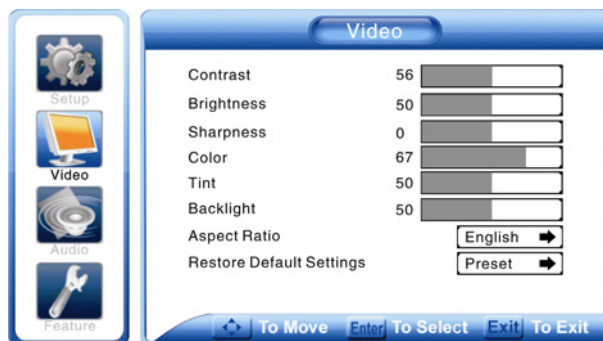 Setup
Video
Audio
Feature
Video
Contrast 56
Brightness 50
Sharpness 0
Color 67
Tint 50
Backlight 50
Aspect Ratio English
Restore Default Settings Preset
To Move Enter To Select Exit To Exit